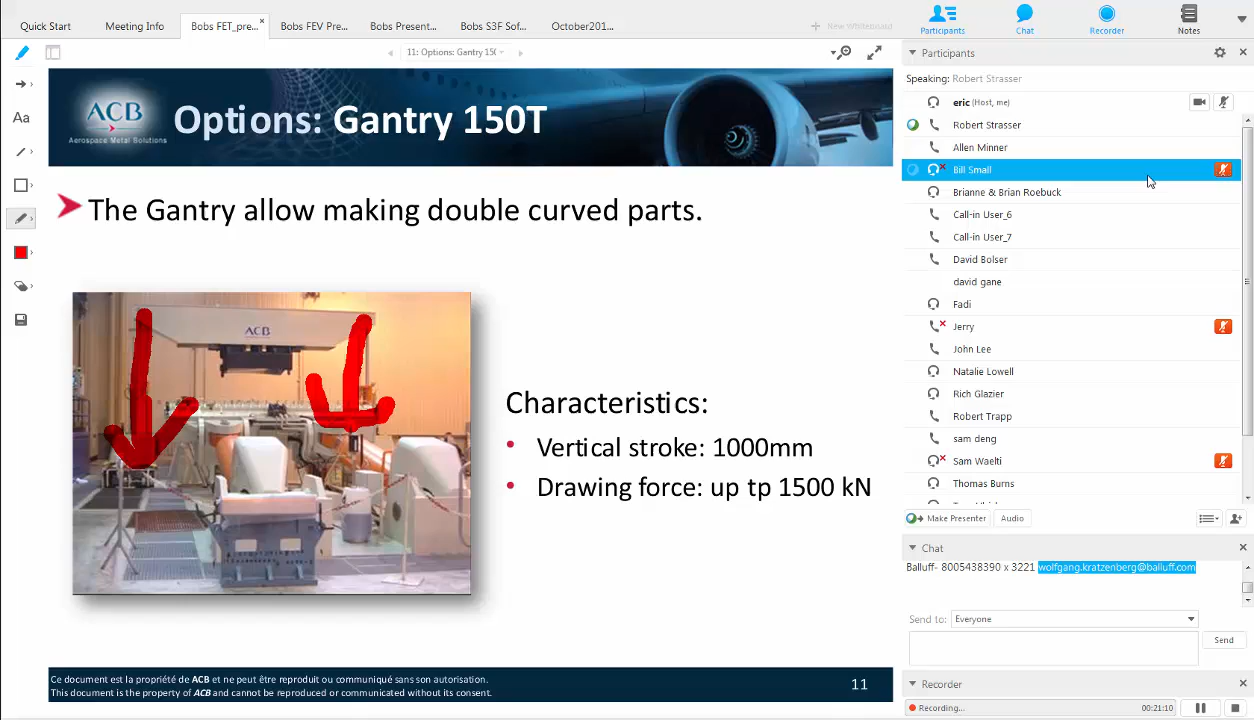 Quick Start
Meeting Info
Bobs FET_pre...
Bobs FEV Pre...
Bobs Present...
Bobs S3F Sof...
October201...
New Whiteboard
Participants
Chat
Recorder
Notes
11: Options: Gantry 150
Aa
ACB
Aerospace Metal Solutions
Options: Gantry 150T
The Gantry allow making double curved parts.
ACB
Characteristics:
• Vertical stroke: 1000mm
• Drawing force: up tp 1500 kN
Ce document est la propriété de ACB et ne peut être reproduit ou communiqué sans son autorisation.
This document is the property of ACB and cannot be reproduced or communicated without its consent.
11
Participants
Speaking: Robert Strasser
eric (Host, me)
Robert Strasser
Allen Minner
Bill Small
Brianne & Brian Roebuck
Call-in User_6
Call-in User_7
David Bolser
david gane
Fadi
Jerry
John Lee
Natalie Lowell
Rich Glazier
Robert Trapp
sam deng
Sam Waelti
Thomas Burns
Make Presenter
Audio
Chat
Balluff- 8005438390 x 3221 wolfgang.kratzenberg@balluff.com
Send to: Everyone
Send
Recorder
Recording...
00:21:10